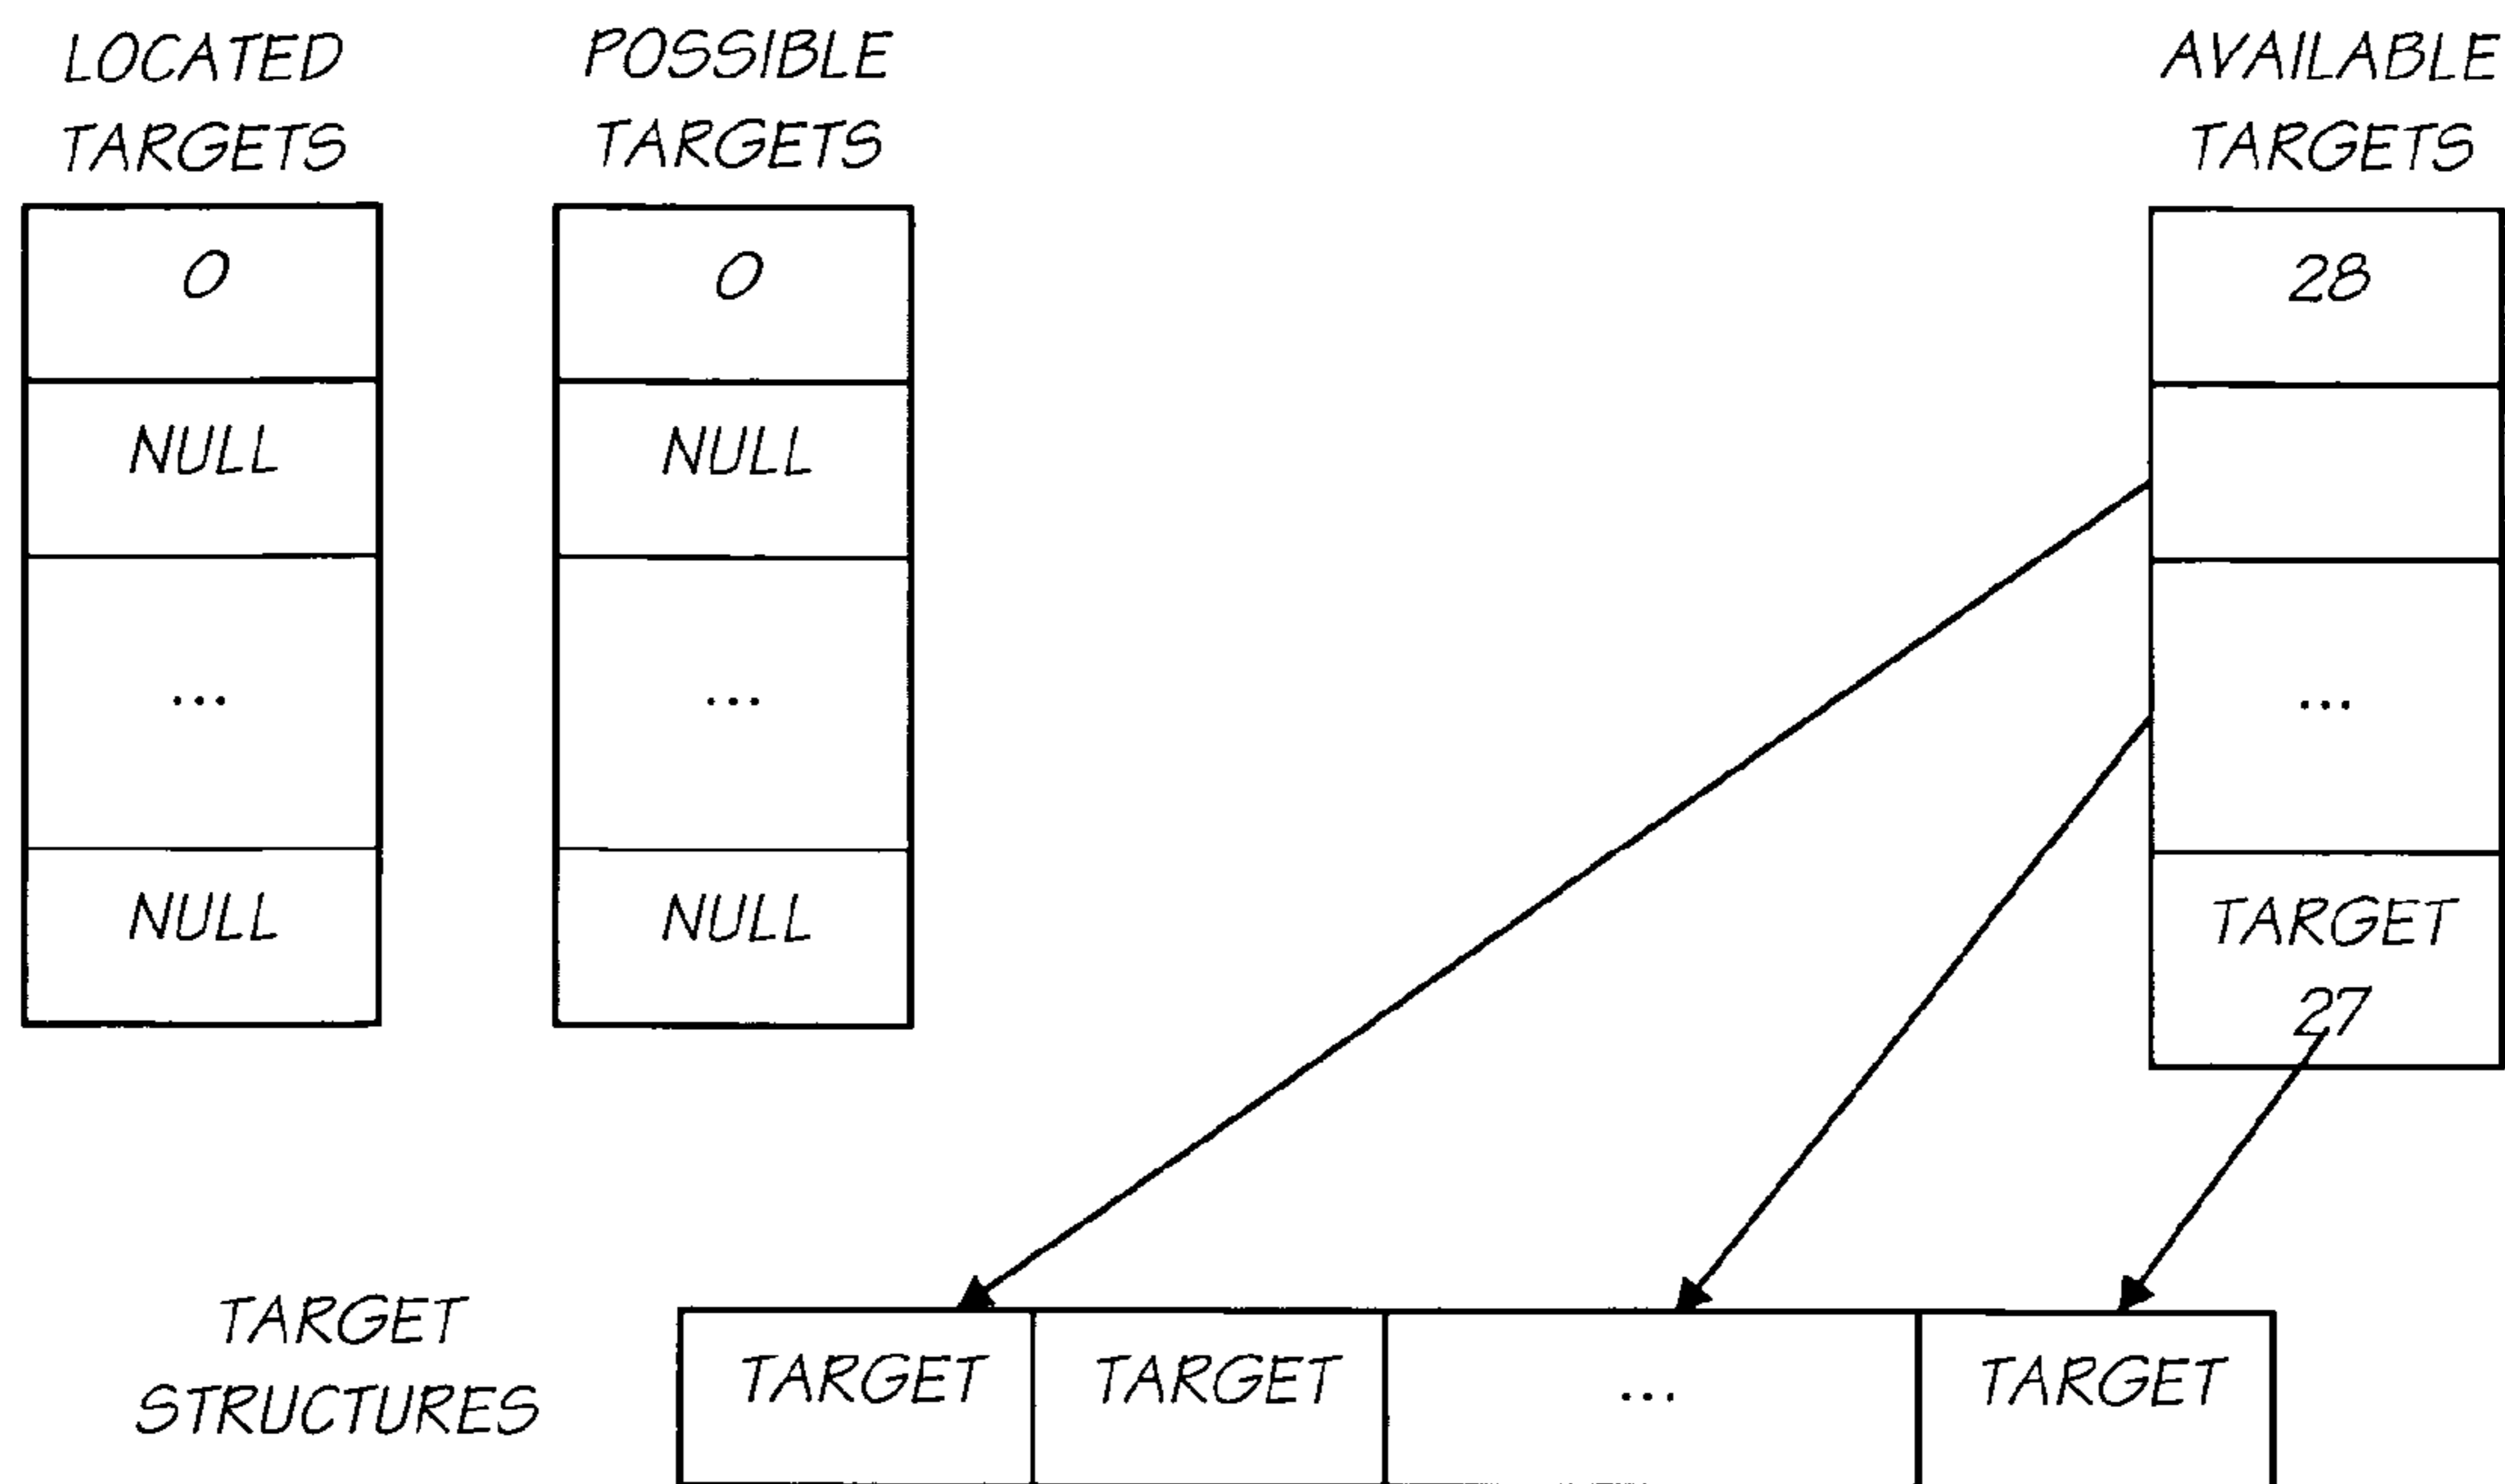 LOCATED
TARGETS
0
NULL
...
NULL
POSSIBLE
TARGETS
0
NULL
...
NULL
AVAILABLE
TARGETS
28
...
TARGET
27
TARGET
STRUCTURES
TARGET
TARGET
...
TARGET